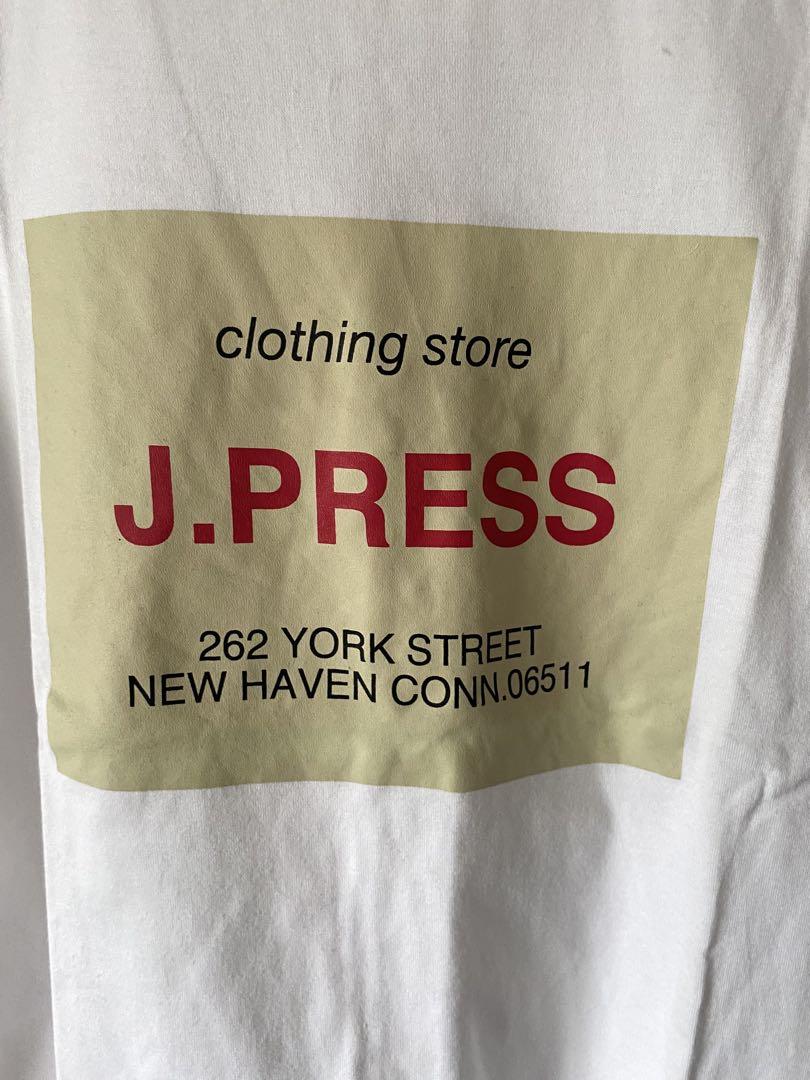 clothing store
J.PRESS
262 YORK STREET
NEW HAVEN CONN.06511